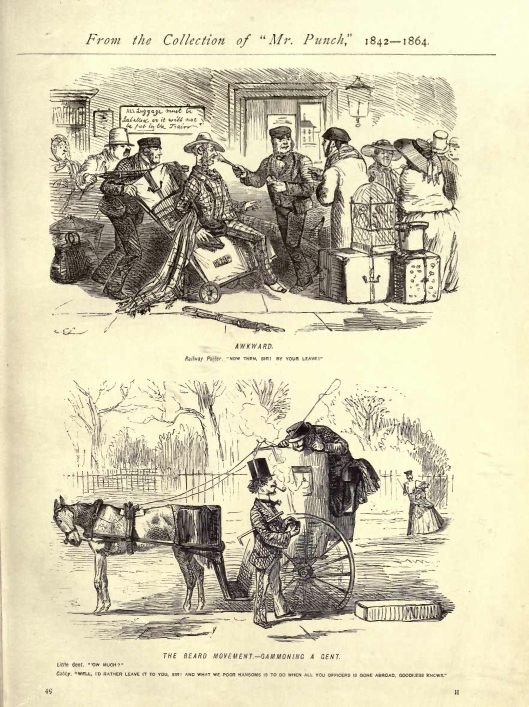 From the Collection of "Mr. Punch," 1842—1864.
All Luggage must be
Labelled or it will not
be put by the Train
AWKWARD.
Railway Porter. "NOW THEN, SIR! BY YOUR LEAVE!"
THE BEARD MOVEMENT.—GAMMONING A GENT.
Little Gent. "'OW MUCH?"
Cabby. "WELL, I'D RATHER LEAVE IT TO YOU, SIR! AND WHAT WE POOR HANSOMS IS TO DO WHEN ALL YOU OFFICERS IS GONE ABROAD, GOODNESS KNOWS."
H